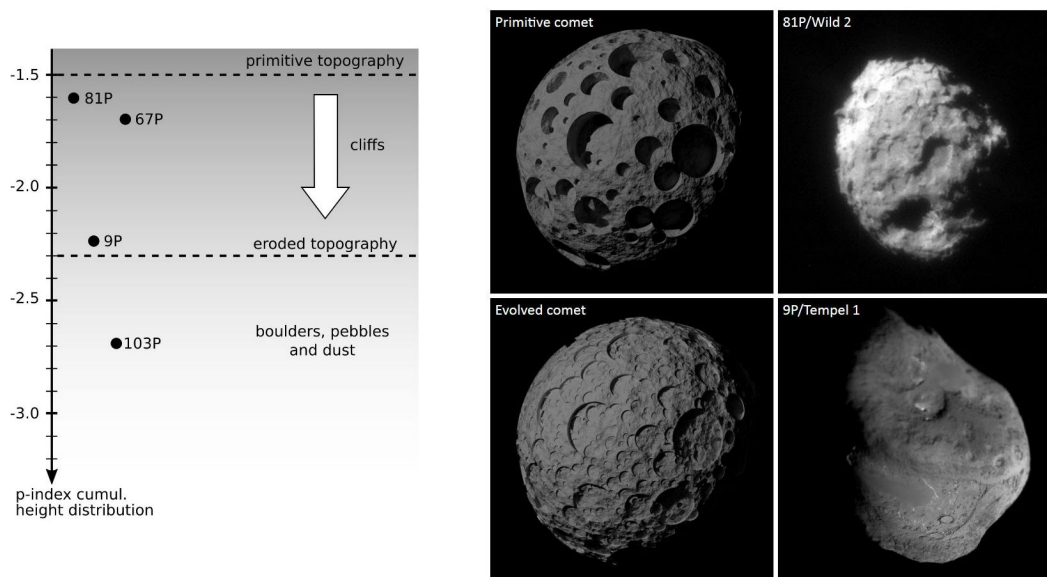 primitive topography
-1.5
81P
67P
cliffs
-2.0
9P
eroded topography
-2.5
boulders, pebbles
and dust
103P
-3.0
p-index cumul.
height distribution
Primitive comet
81P/Wild 2
Evolved comet
9P/Tempel 1